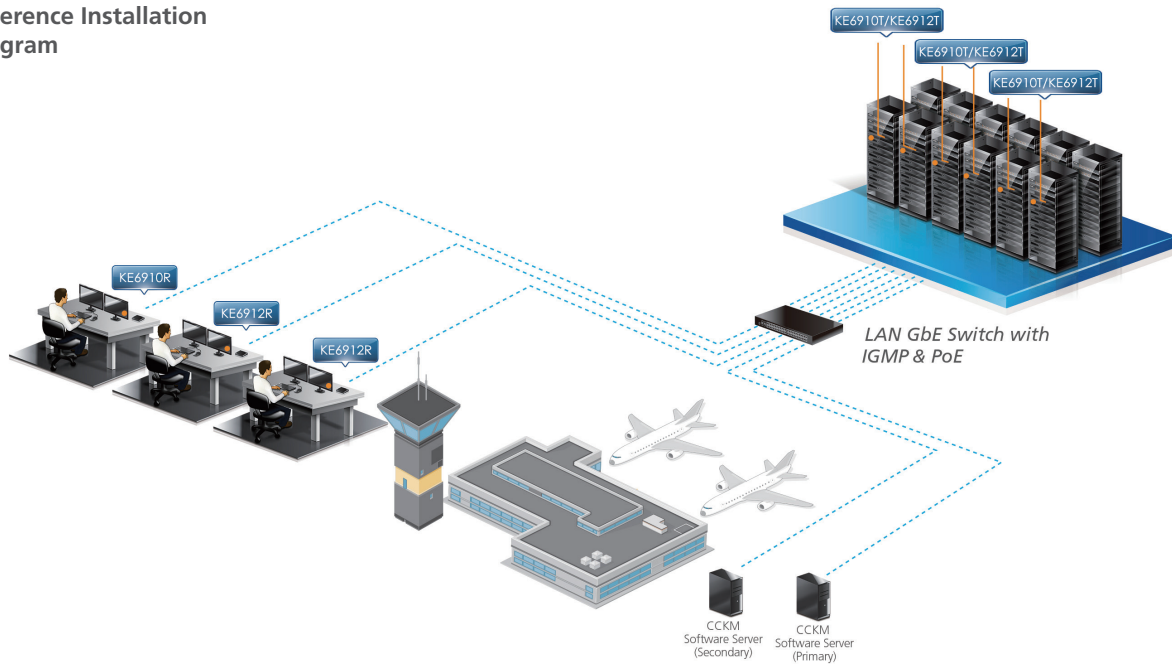 erence Installation
gram
KE6910T/KE6912T
KE6910T/KE6912T
KE6910T/KE6912T
KE6910R
KE6912R
KE6912R
LAN GbE Switch with
IGMP & PoE
CCKM
Software Server
(Secondary)
CCKM
Software Server
(Primary)